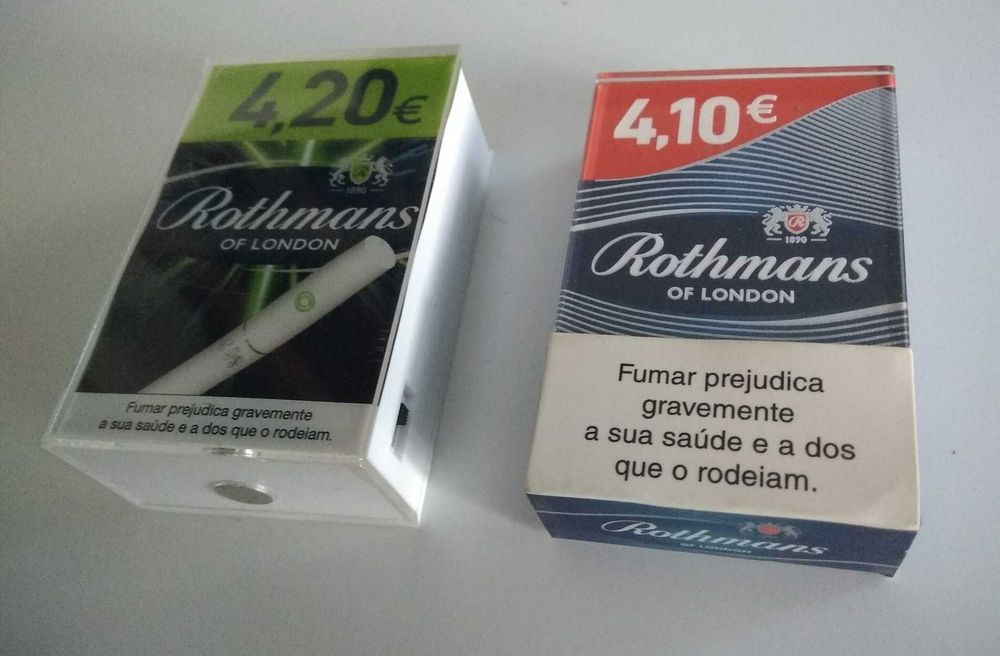 4,20€
1890
Rothmans
OF LONDON
Fumar prejudica gravemente
a sua saúde e a dos que o rodeiam.
4,10€
R
1890
Rothmans
OF LONDON
Fumar prejudica
gravemente
a sua saúde e a dos
que o rodeiam.
Rothmans
OF LONDON